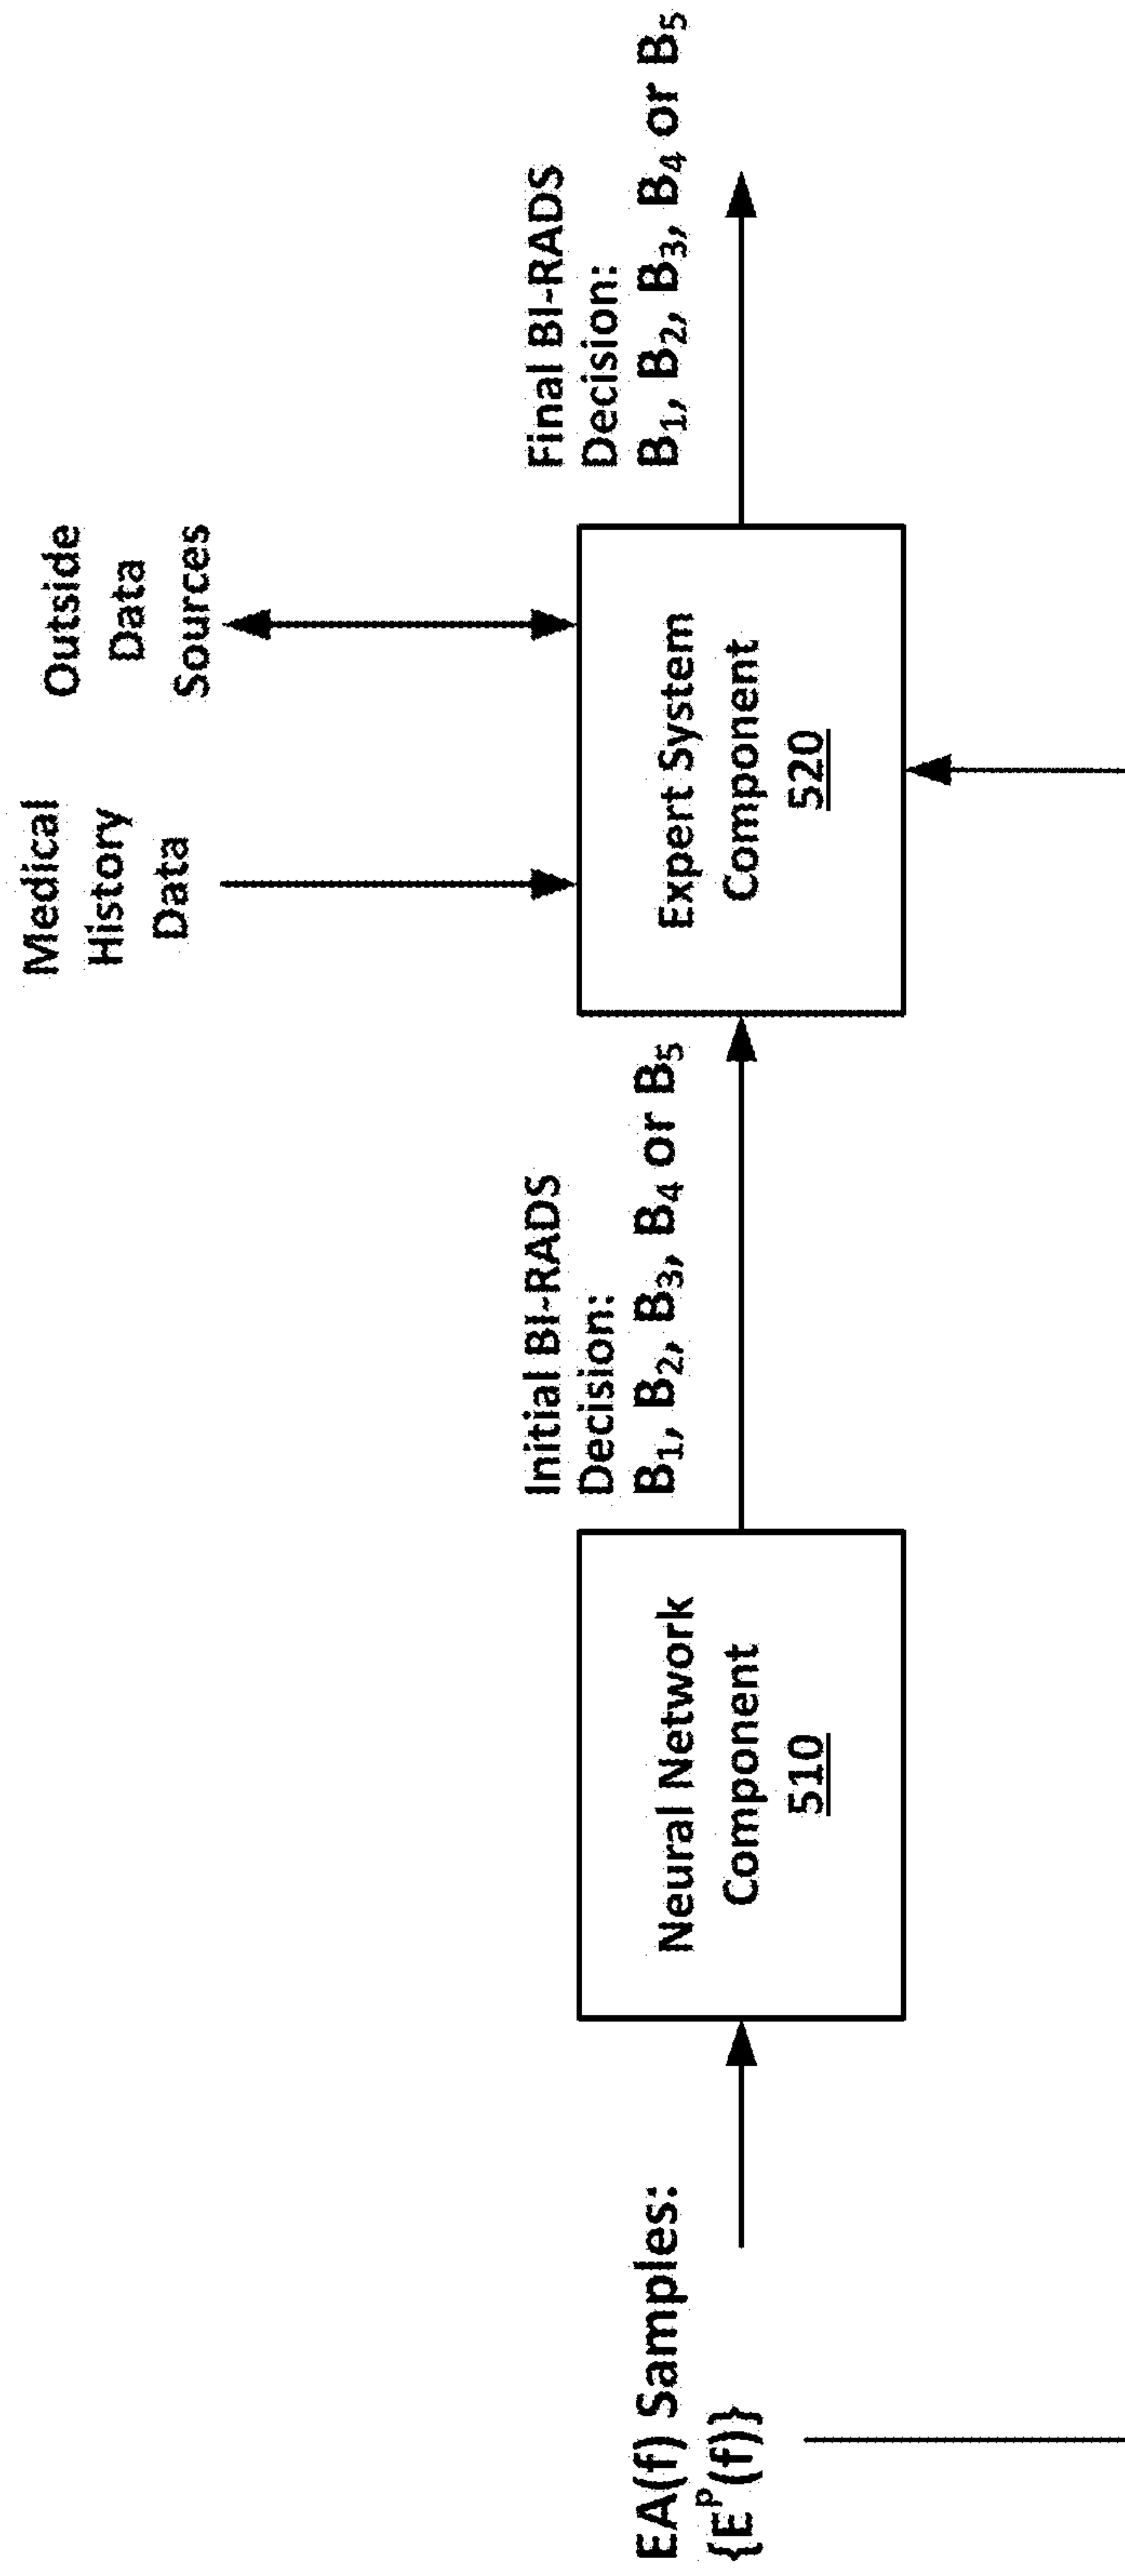 Medical
History
Data
Outside
Data
Sources
EA(f) Samples:
{Eᴾ(f)}
Neural Network
Component
510
Initial BI-RADS
Decision:
B₁, B₂, B₃, B₄ or B₅
Expert System
Component
520
Final BI-RADS
Decision:
B₁, B₂, B₃, B₄ or B₅